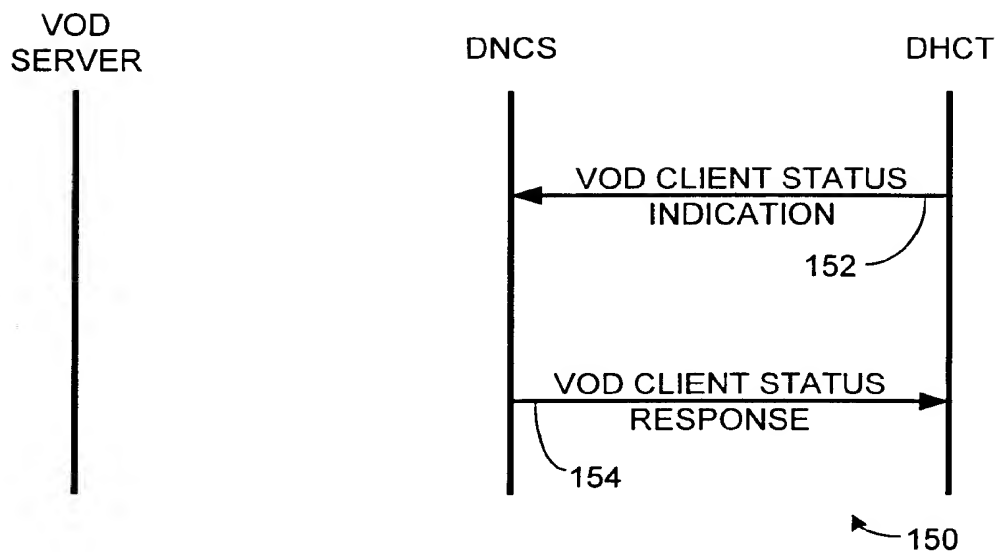 VOD
SERVER
DNCS
DHCT
VOD CLIENT STATUS
INDICATION
152
VOD CLIENT STATUS
RESPONSE
154
150